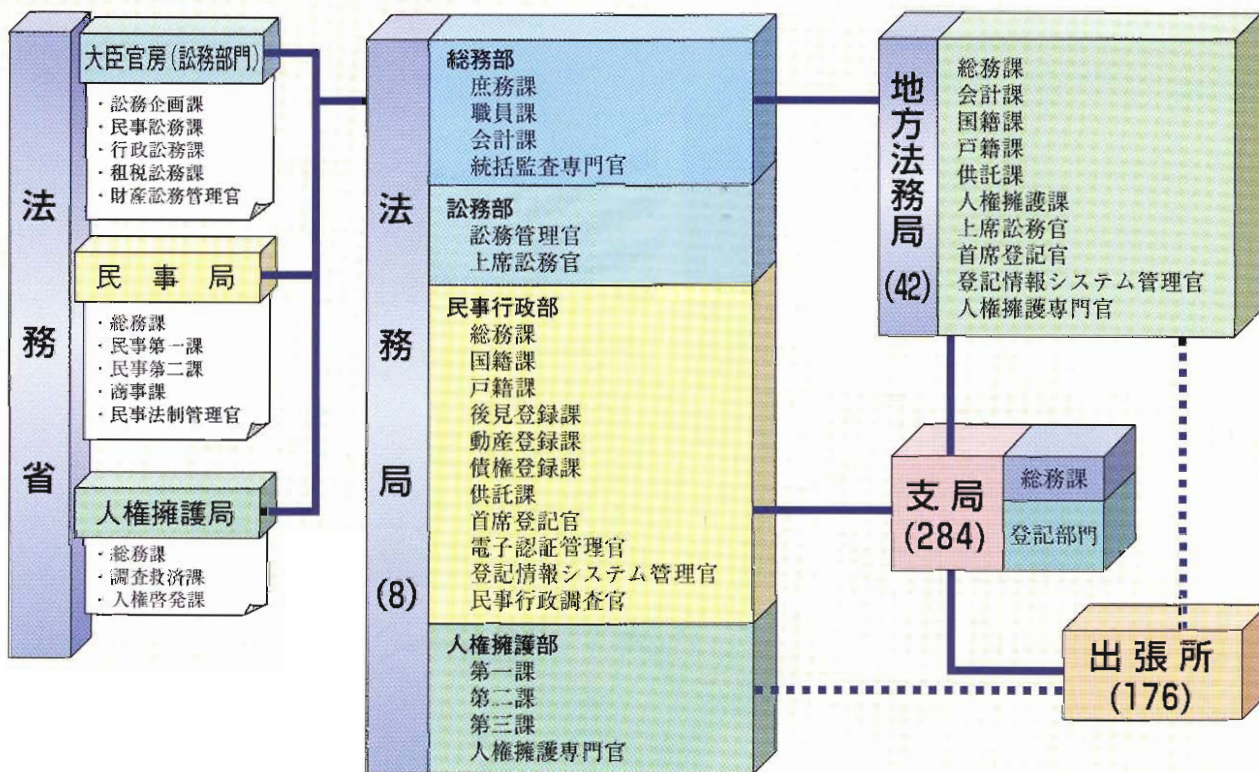 法務省
大臣官房(訟務部門)
・訟務企画課
・民事訟務課
・行政訟務課
・租税訟務課
・財産訟務管理官
民事局
・総務課
・民事第一課
・民事第二課
・商事課
・民事法制管理官
人権擁護局
・総務課
・調査救済課
・人権啓発課
法務局(8)
総務部
庶務課
職員課
会計課
統括監査専門官
訟務部
訟務管理官
上席訟務官
民事行政部
総務課
国籍課
戸籍課
後見登録課
動産登録課
債権登録課
供託課
首席登記官
電子認証管理官
登記情報システム管理官
民事行政調査官
人権擁護部
第一課
第二課
第三課
人権擁護専門官
地方法務局(42)
総務課
会計課
国籍課
戸籍課
供託課
人権擁護課
上席訟務官
首席登記官
登記情報システム管理官
人権擁護専門官
支局
(284)
総務課
登記部門
出張所
(176)